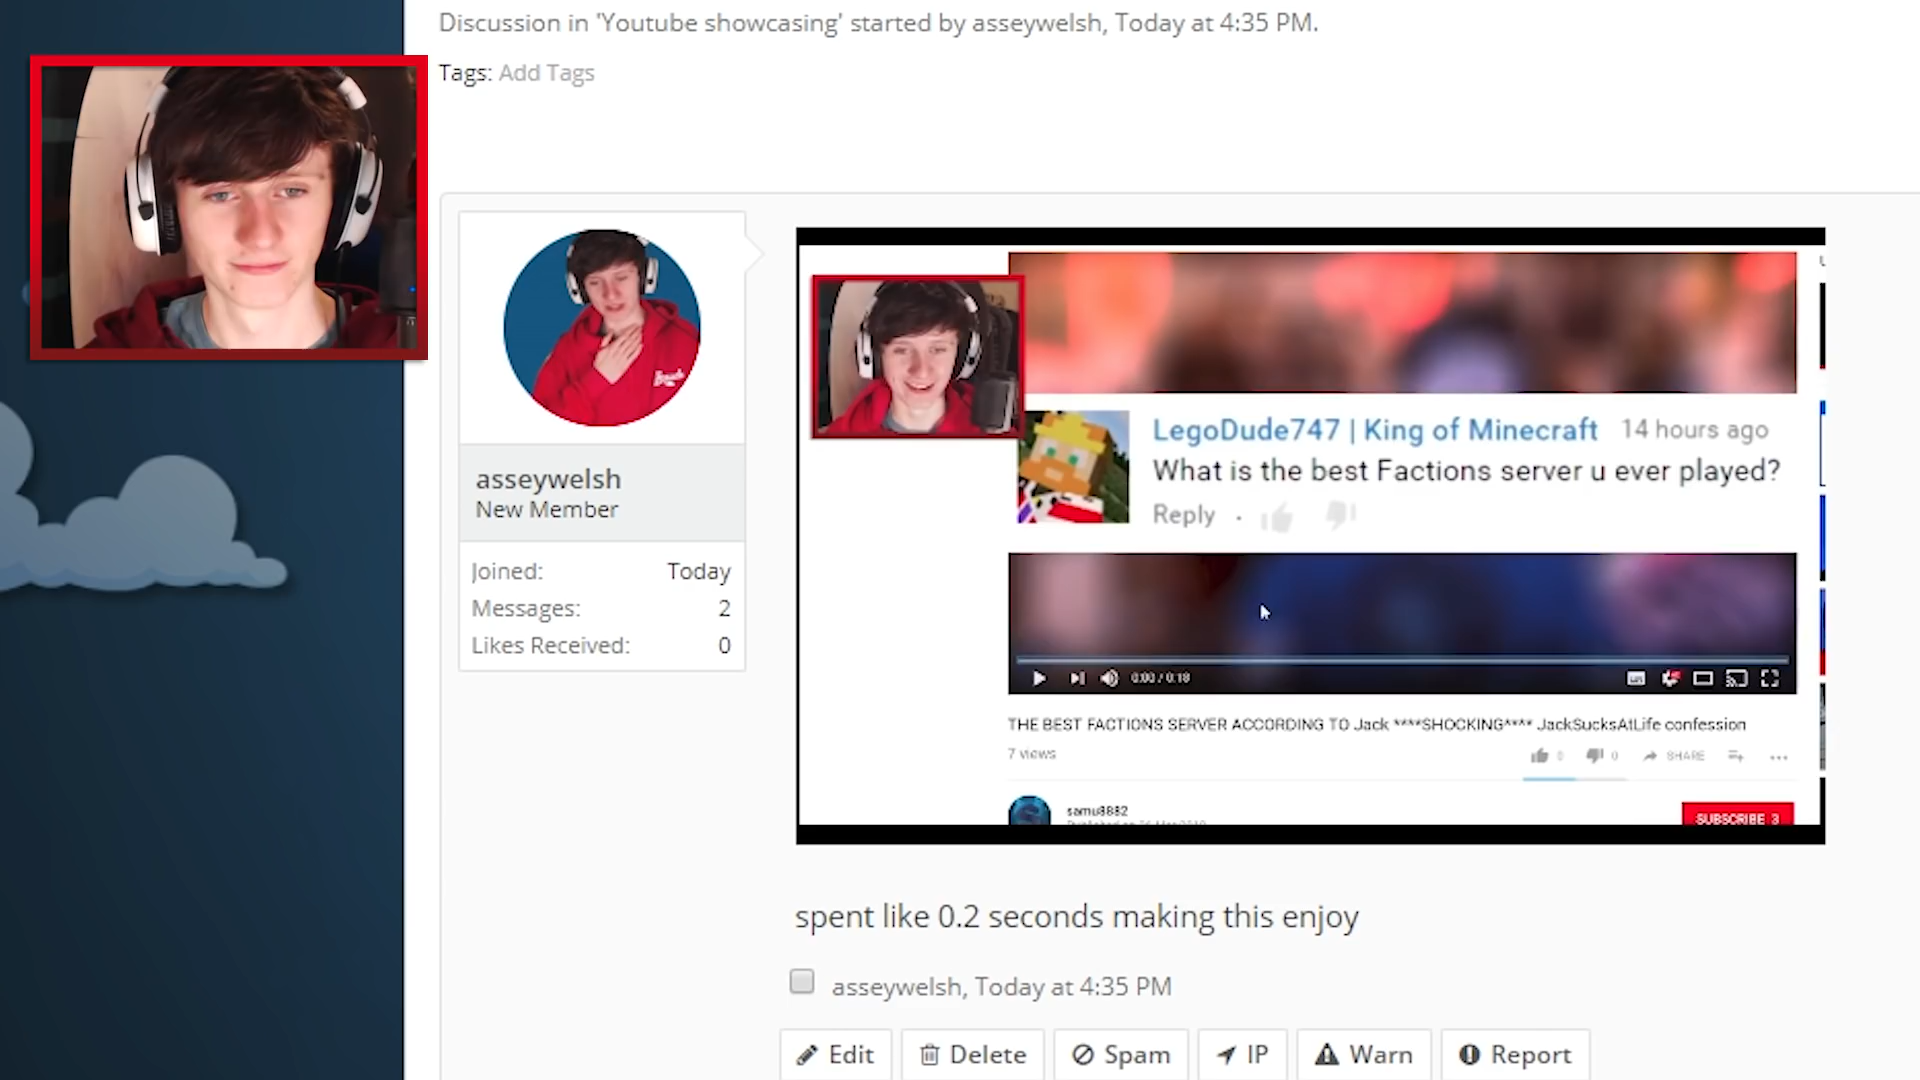 Discussion in 'Youtube showcasing' started by asseywelsh, Today at 4:35 PM.
Tags: Add Tags
asseywelsh
New Member
Joined: Today
Messages: 2
Likes Received: 0
LegoDude747 | King of Minecraft 14 hours ago
What is the best Factions server u ever played?
Reply
0:00 / 0:18
THE BEST FACTIONS SERVER ACCORDING TO Jack ****SHOCKING**** JackSucksAtLife confession
7 views
0 0 SHARE
samu8882
SUBSCRIBE 3
spent like 0.2 seconds making this enjoy
asseywelsh, Today at 4:35 PM
Edit Delete Spam IP Warn Report